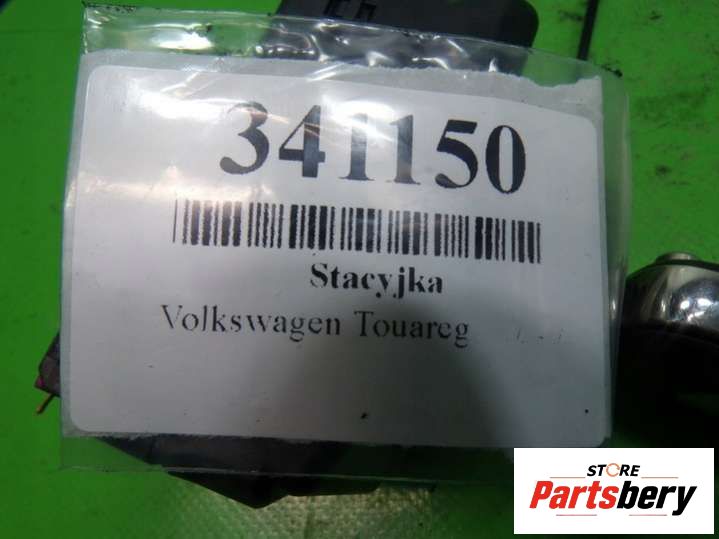 341150
Stacyjka
Volkswagen Touareg
STORE
Partsbery